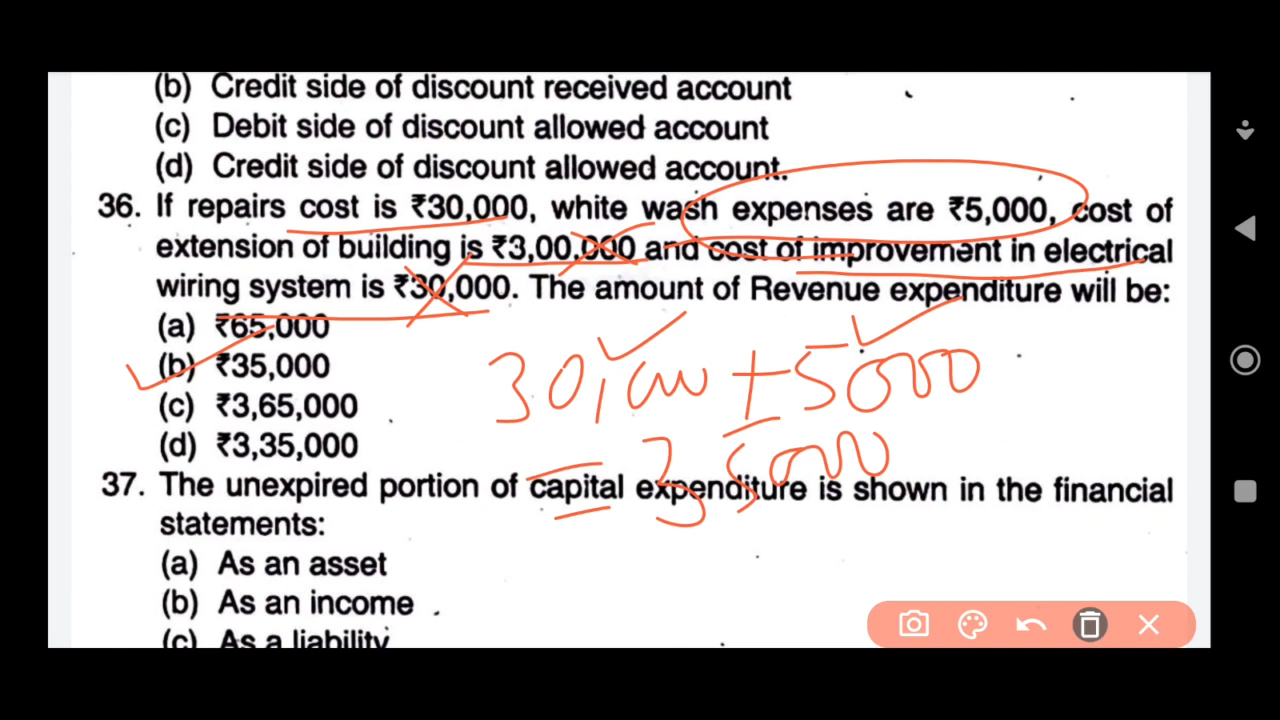 (b) Credit side of discount received account
(c) Debit side of discount allowed account
(d) Credit side of discount allowed account.
36. If repairs cost is ₹30,000, white wash expenses are ₹5,000, cost of
extension of building is ₹3,00,000 and cost of improvement in electrical
wiring system is ₹30,000. The amount of Revenue expenditure will be:
(a) ₹65,000
(b) ₹35,000
(c) ₹3,65,000
(d) ₹3,35,000
30,000 + 5000
= 35000
37. The unexpired portion of capital expenditure is shown in the financial
statements:
(a) As an asset
(b) As an income
(c) As a liability